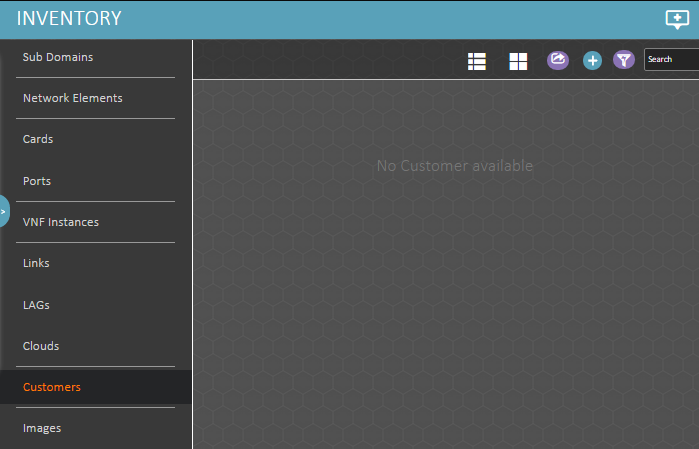 INVENTORY
Sub Domains
Search
Network Elements
Cards
No Customer available
Ports
VNF Instances
Links
LAGs
Clouds
Customers
Images